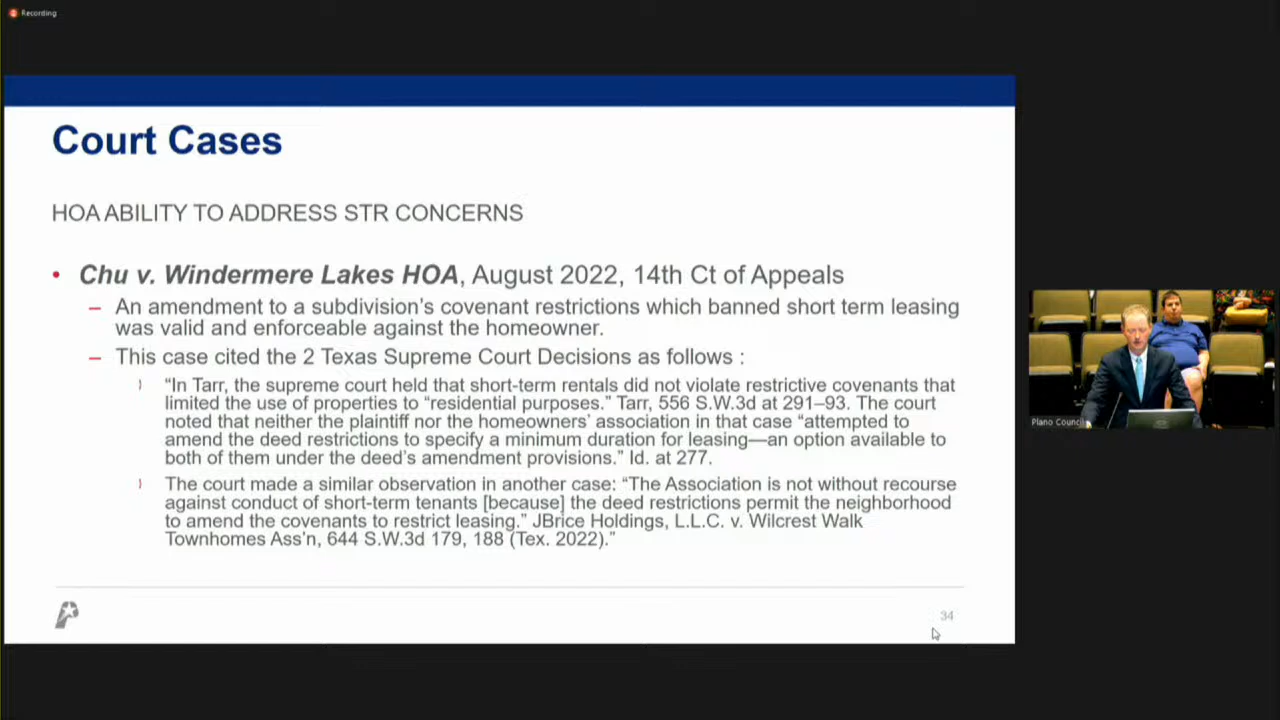 Recording
Court Cases
HOA ABILITY TO ADDRESS STR CONCERNS
• Chu v. Windermere Lakes HOA, August 2022, 14th Ct of Appeals
– An amendment to a subdivision's covenant restrictions which banned short term leasing
was valid and enforceable against the homeowner.
– This case cited the 2 Texas Supreme Court Decisions as follows :
“In Tarr, the supreme court held that short-term rentals did not violate restrictive covenants that
limited the use of properties to “residential purposes.” Tarr, 556 S.W.3d at 291–93. The court
noted that neither the plaintiff nor the homeowners’ association in that case “attempted to
amend the deed restrictions to specify a minimum duration for leasing—an option available to
both of them under the deed’s amendment provisions.” Id. at 277.
The court made a similar observation in another case: “The Association is not without recourse
against conduct of short-term tenants [because] the deed restrictions permit the neighborhood
to amend the covenants to restrict leasing.” JBrice Holdings, L.L.C. v. Wilcrest Walk
Townhomes Ass’n, 644 S.W.3d 179, 188 (Tex. 2022).”
34
Plano Council